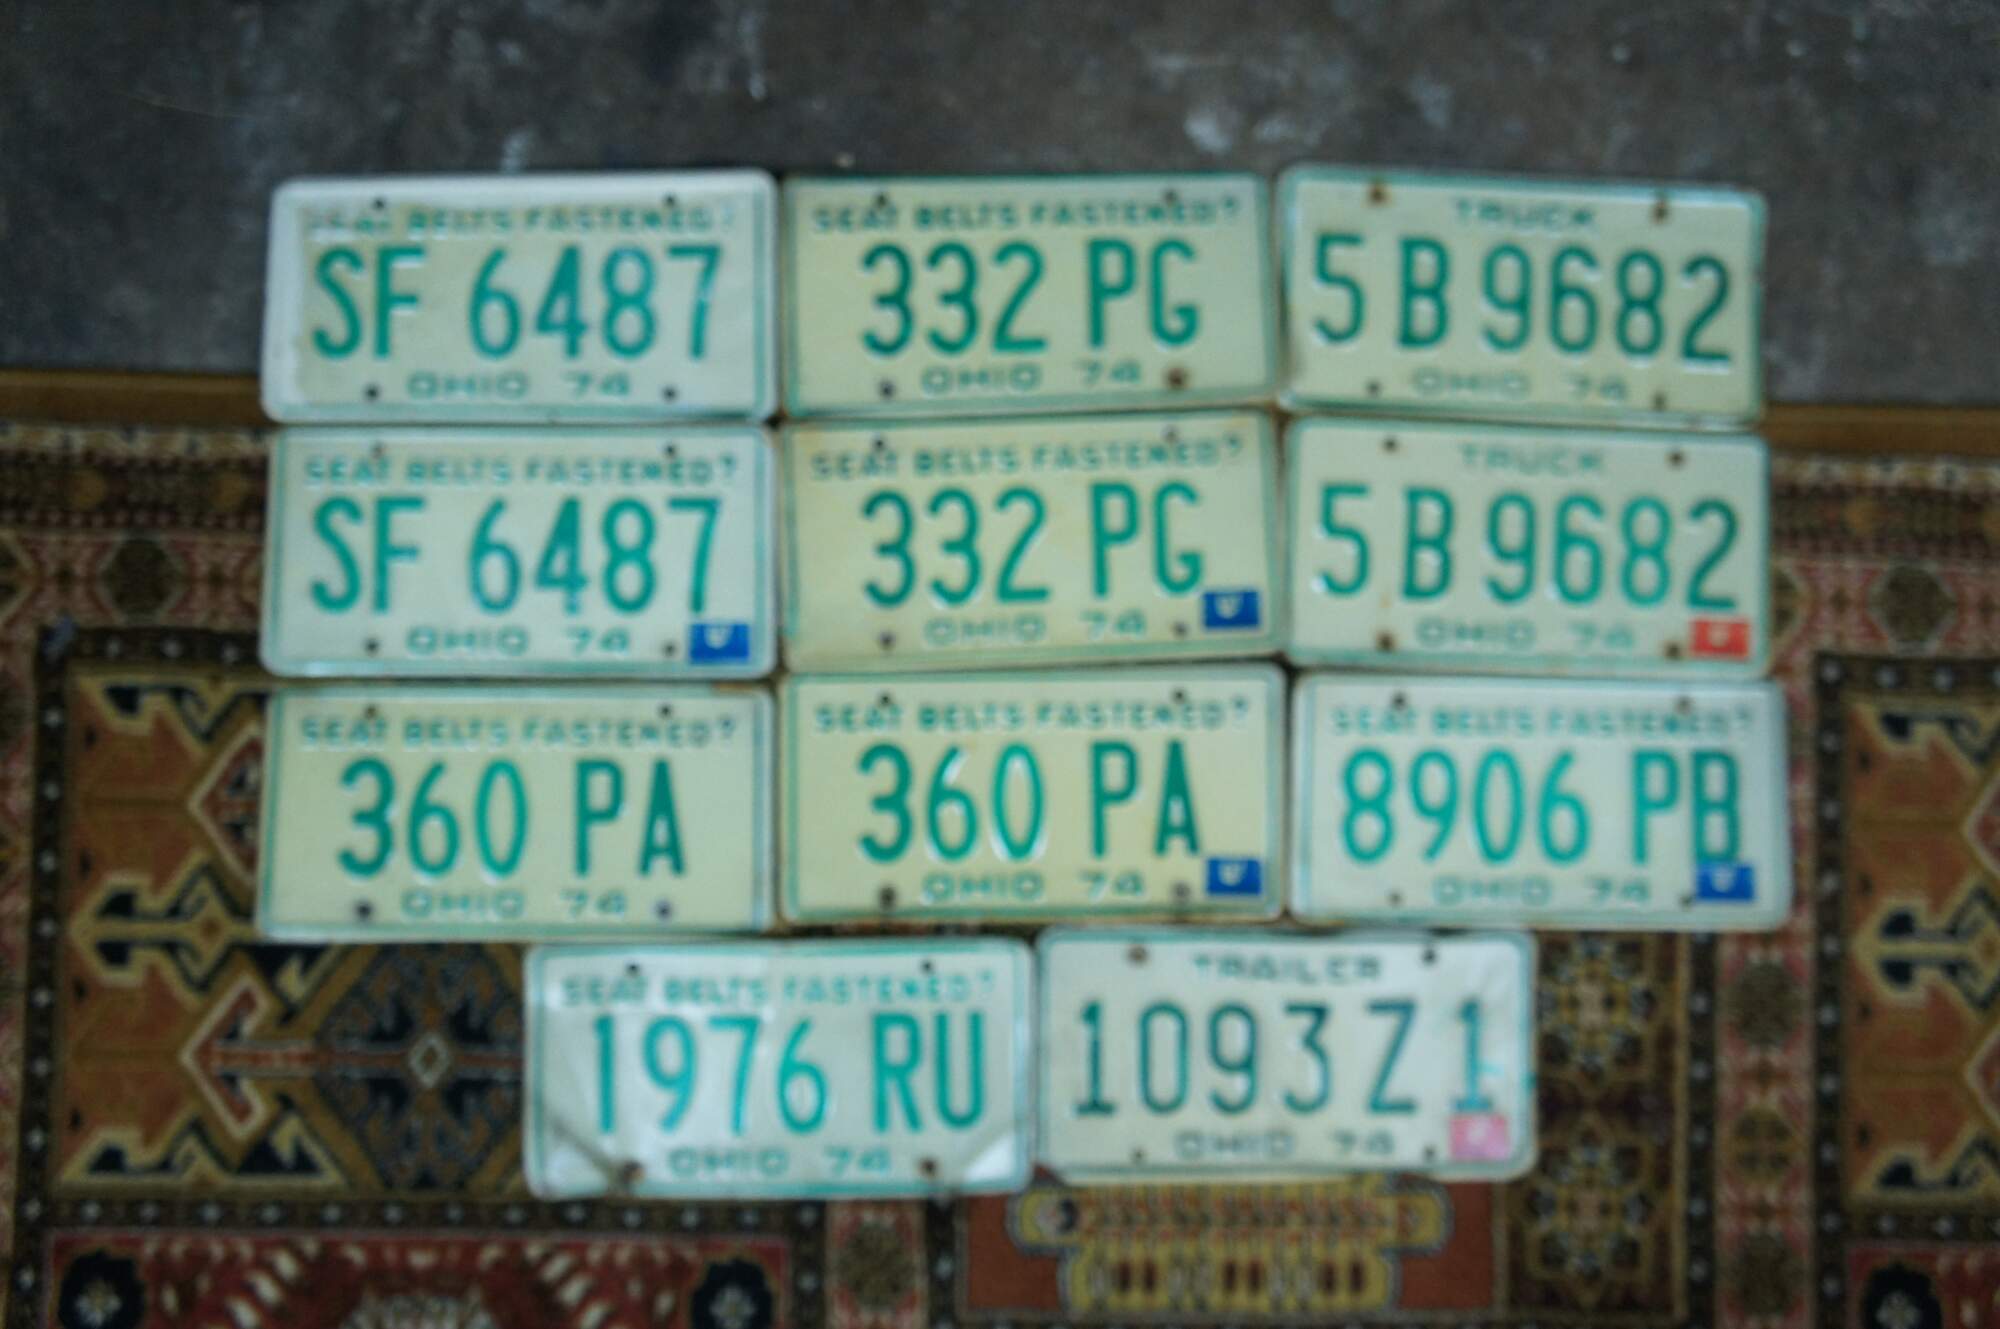 SEAT BELTS FASTENED?
SF 6487
OHIO 74
SEAT BELTS FASTENED?
332 PG
OHIO 74
TRUCK
5 B 9682
OHIO 74
SEAT BELTS FASTENED?
SF 6487
OHIO 74
SEAT BELTS FASTENED?
332 PG
OHIO 74
TRUCK
5 B 9682
OHIO 74
SEAT BELTS FASTENED?
360 PA
OHIO 74
SEAT BELTS FASTENED?
360 PA
OHIO 74
SEAT BELTS FASTENED?
8906 PB
OHIO 74
SEAT BELTS FASTENED?
1976 RU
OHIO 74
TRAILER
1093 Z 1
OHIO 74